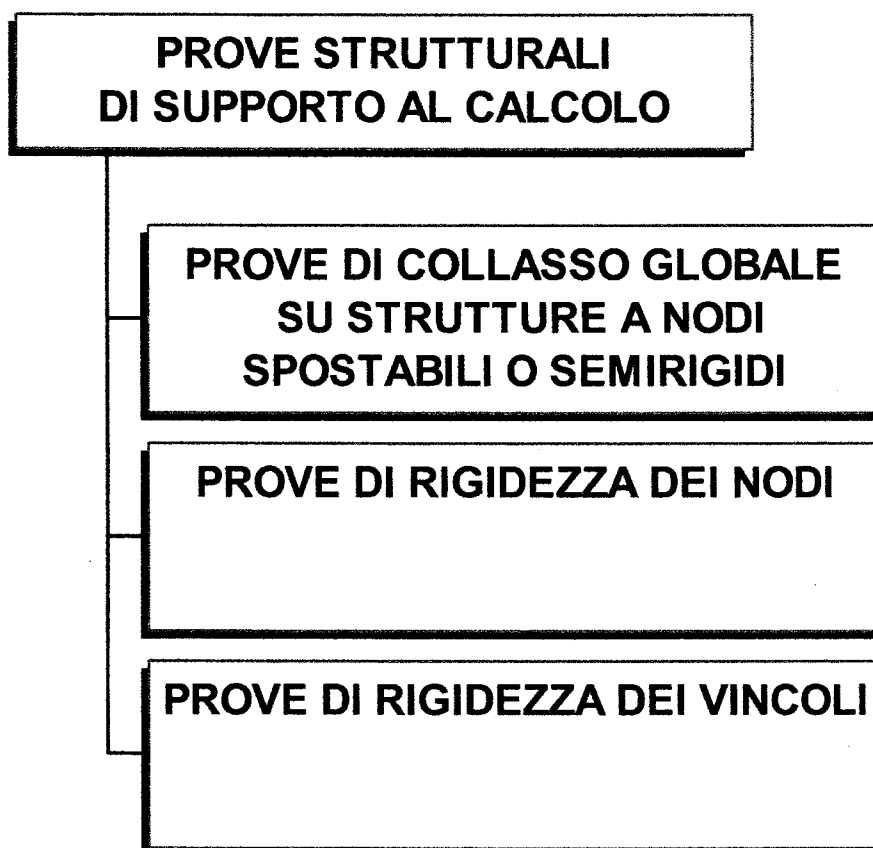 PROVE STRUTTURALI
DI SUPPORTO AL CALCOLO
PROVE DI COLLASSO GLOBALE
SU STRUTTURE A NODI
SPOSTABILI O SEMIRIGIDI
PROVE DI RIGIDEZZA DEI NODI
PROVE DI RIGIDEZZA DEI VINCOLI